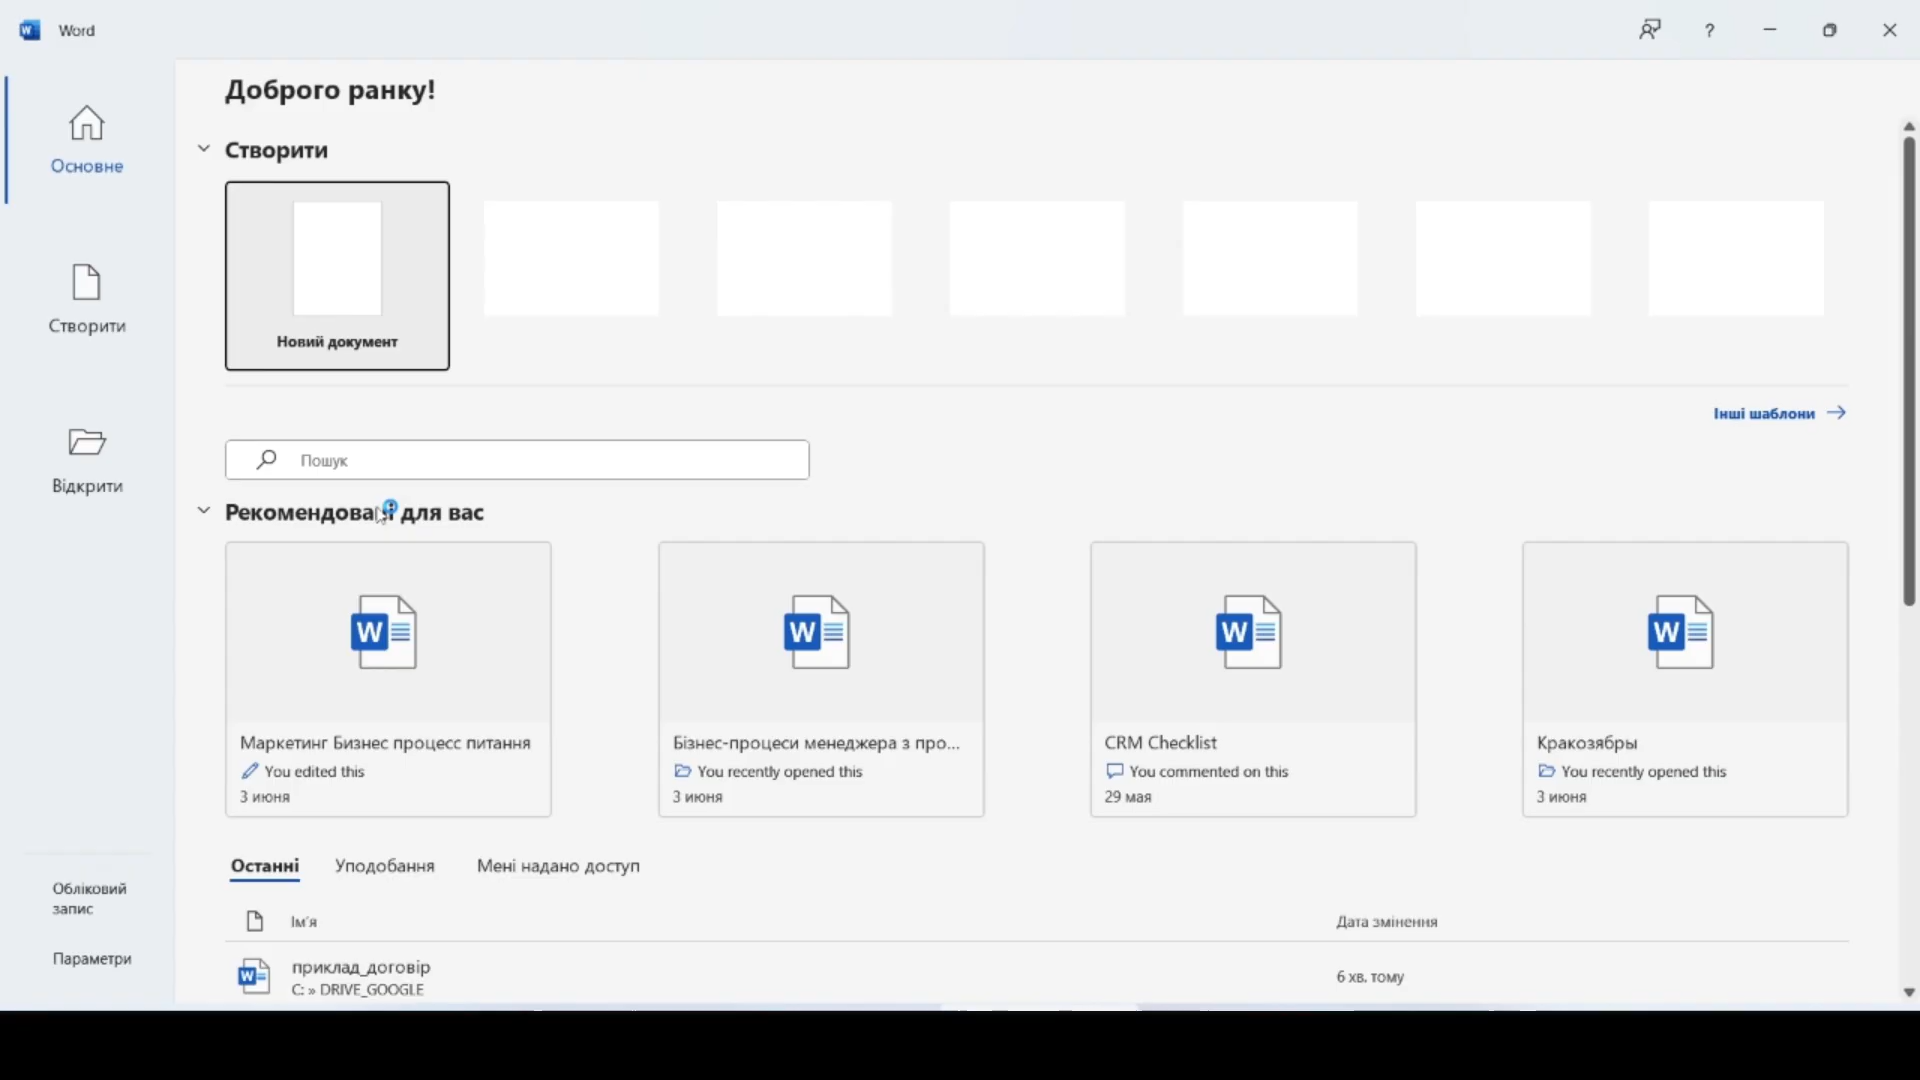 Word
?
Доброго ранку!
Основне
Створити
Новий документ
Створити
Інші шаблони
Пошук
Відкрити
для вас
Маркетинг Бизнес процесс питання
You edited this
3 июня
Бізнес-процеси менеджера з про...
You recently opened this
3 июня
CRM Checklist
You commented on this
29 мая
Кракозябры
You recently opened this
3 июня
Останні Уподобання Мені надано доступ
Ім'я Дата змінення
приклад_договір 6 хв. тому
C: » DRIVE_GOOGLE
Обліковий
запис
Параметри